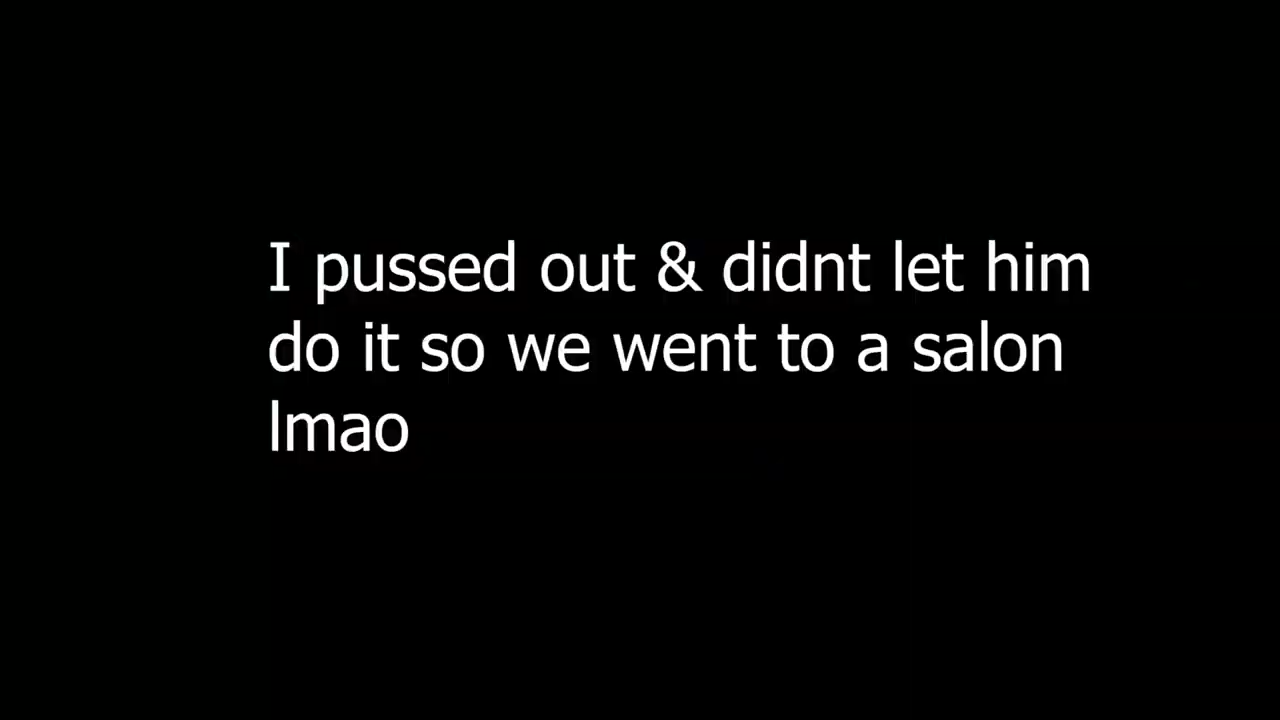 I pussed out & didnt let him
do it so we went to a salon
lmao